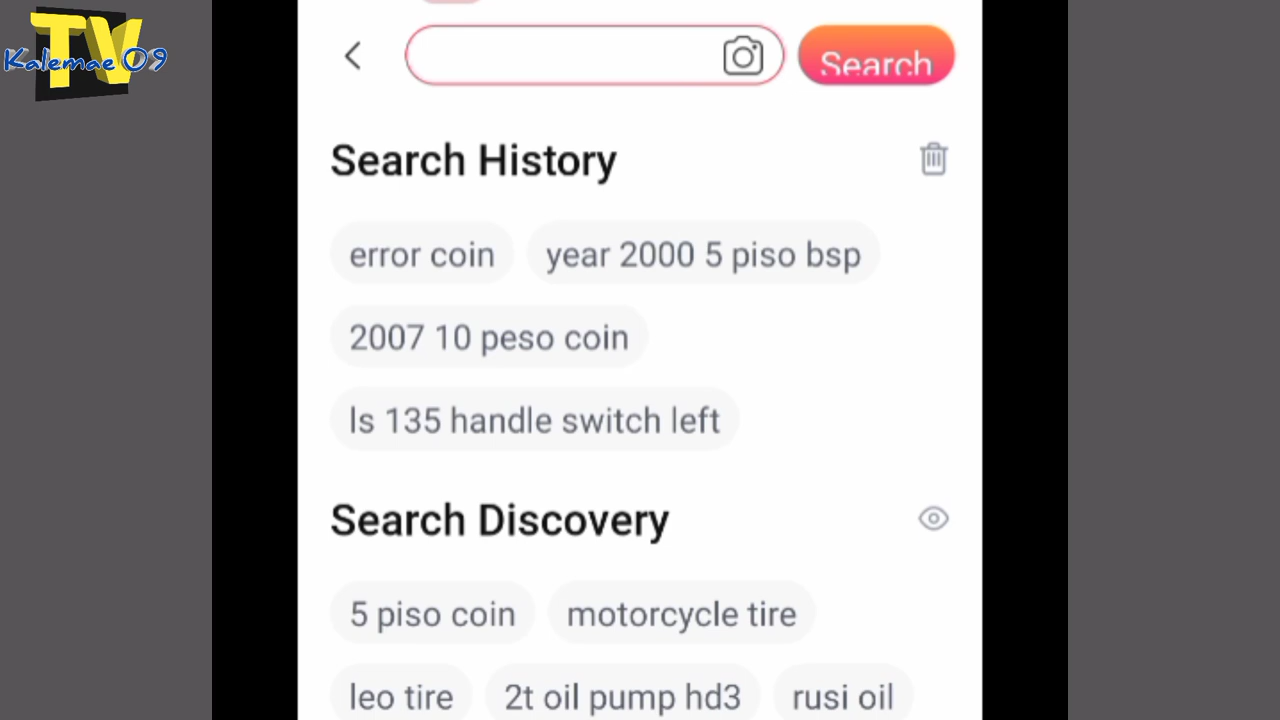 TV
Kalemae 09
Search
Search History
error coin
year 2000 5 piso bsp
2007 10 peso coin
ls 135 handle switch left
Search Discovery
5 piso coin
motorcycle tire
leo tire
2t oil pump hd3
rusi oil